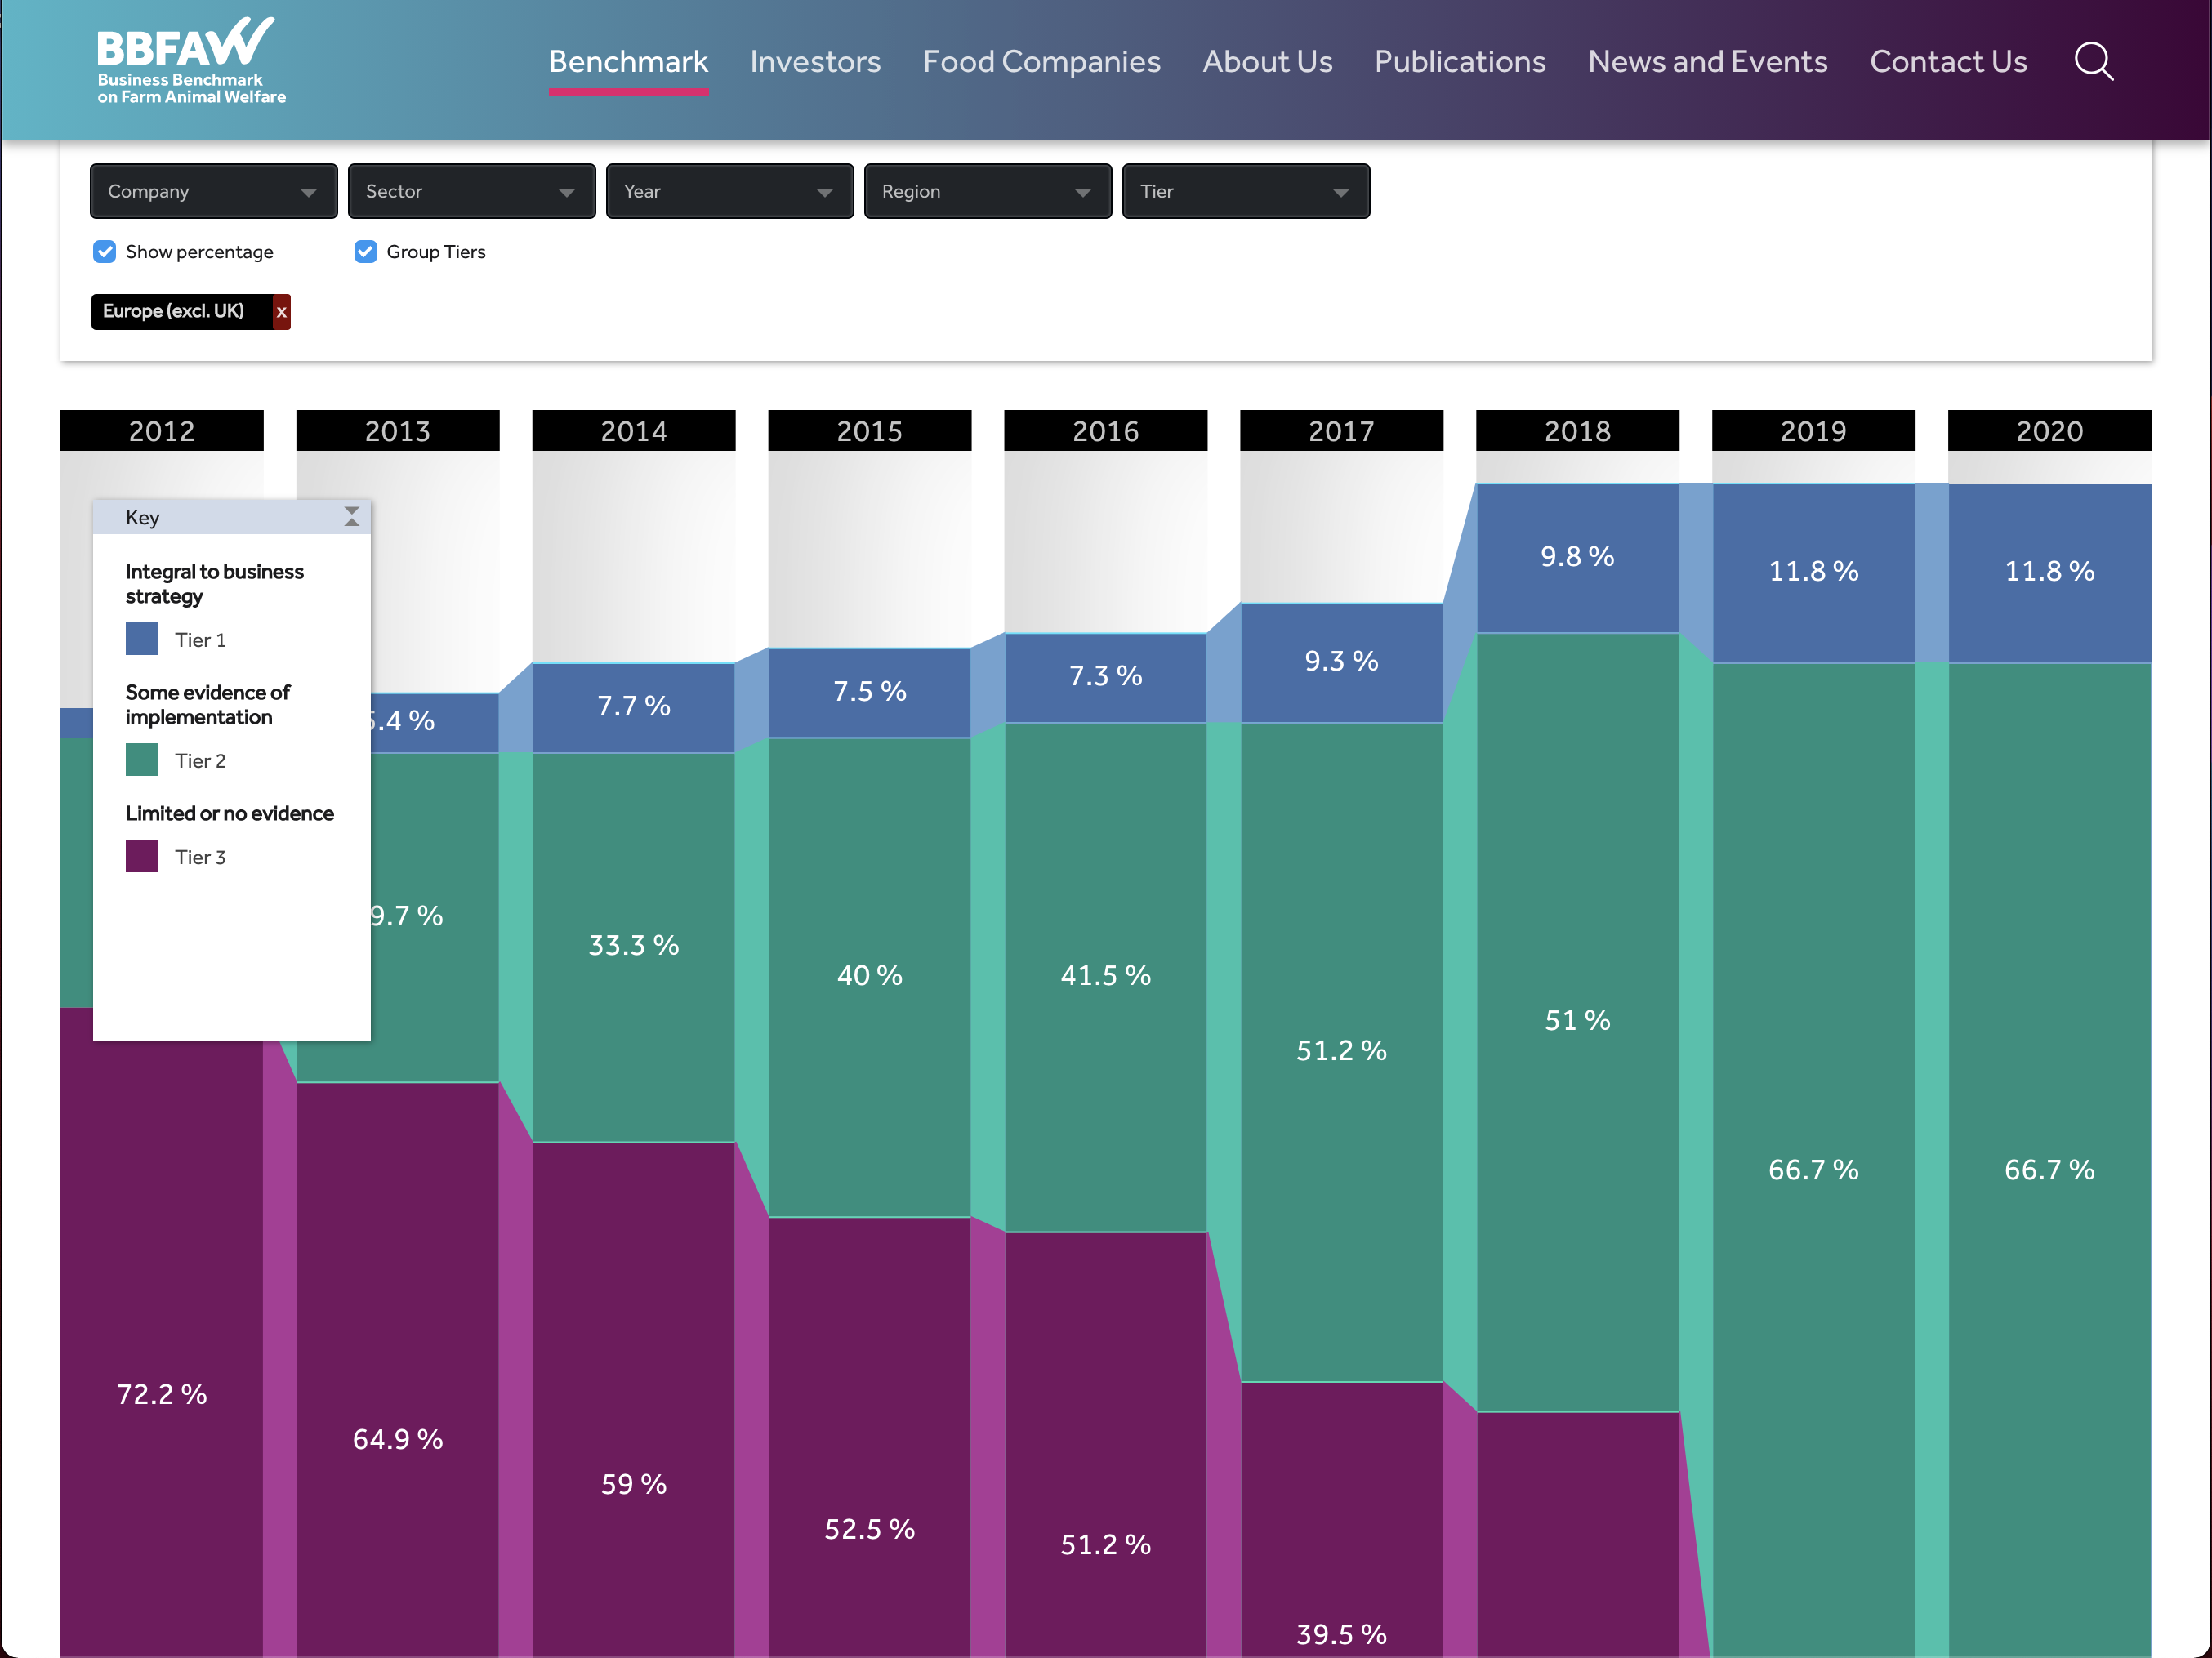 BBFAW
Business Benchmark
on Farm Animal Welfare
Benchmark Investors Food Companies About Us Publications News and Events Contact Us
Company Sector Year Region Tier
Show percentage Group Tiers
Europe (excl. UK) x
2012 2013 2014 2015 2016 2017 2018 2019 2020
Key
Integral to business
strategy
Tier 1
Some evidence of
implementation
Tier 2
Limited or no evidence
Tier 3
9.8 %
11.8 % 11.8 %
9.3 %
7.3 %
7.5 %
7.7 %
.4 %
9.7 %
33.3 %
40 % 41.5 %
51 %
51.2 %
66.7 % 66.7 %
72.2 %
64.9 %
59 %
52.5 %
51.2 %
39.5 %